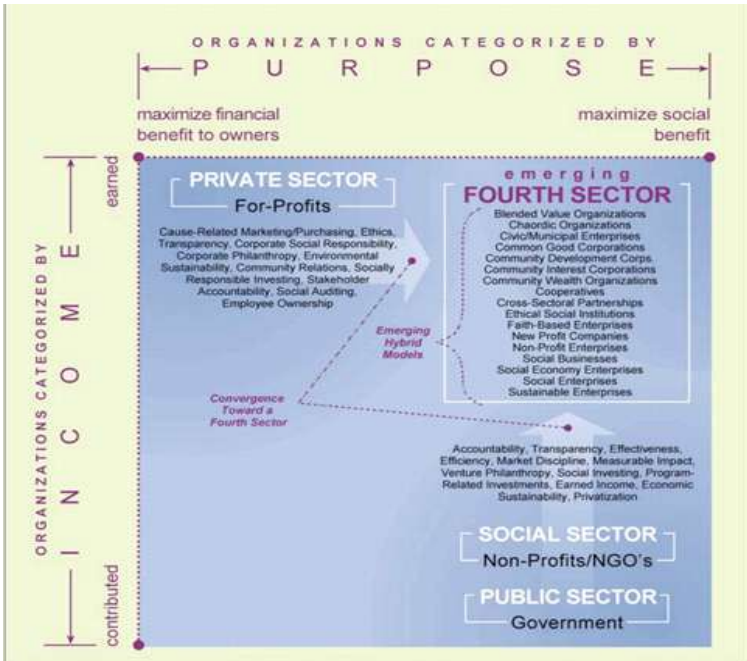 ORGANIZATIONS CATEGORIZED BY
PURPOSE
maximize financial
benefit to owners
maximize social
benefit
ORGANIZATIONS CATEGORIZED BY
INCOME
earned
contributed
PRIVATE SECTOR
For-Profits
Cause-Related Marketing/Purchasing, Ethics,
Transparency, Corporate Social Responsibility,
Corporate Philanthropy, Environmental
Sustainability, Community Relations, Socially
Responsible Investing, Stakeholder
Accountability, Social Auditing,
Employee Ownership
emerging
FOURTH SECTOR
Blended Value Organizations
Chaordic Organizations
Civic/Municipal Enterprises
Common Good Corporations
Community Development Corps.
Community Interest Corporations
Community Wealth Organizations
Cooperatives
Cross-Sectoral Partnerships
Ethical Social Institutions
Faith-Based Enterprises
New Profit Companies
Non-Profit Enterprises
Social Businesses
Social Economy Enterprises
Social Enterprises
Sustainable Enterprises
Emerging
Hybrid
Models
Convergence
Toward a
Fourth Sector
Accountability, Transparency, Effectiveness,
Efficiency, Market Discipline, Measurable Impact,
Venture Philanthropy, Social Investing, Program-
Related Investments, Earned Income, Economic
Sustainability, Privatization
SOCIAL SECTOR
Non-Profits/NGO's
PUBLIC SECTOR
Government